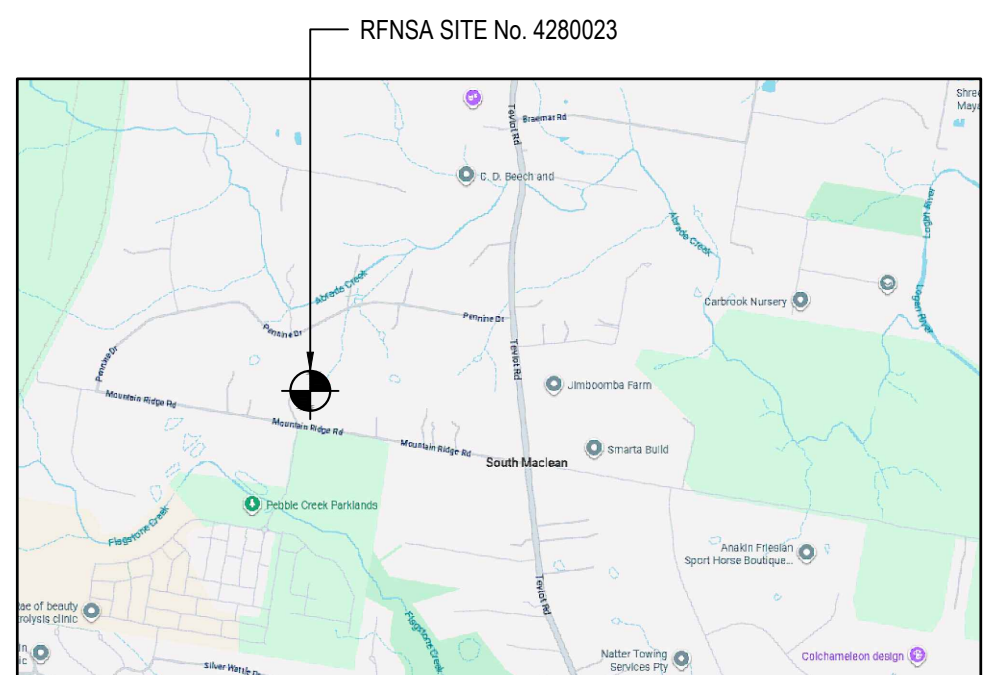 RFNSA SITE No. 4280023
Shree
Maya
Teviot Rd
Braemar Rd
C. D. Beech and
Logan River
Abrade Creek
Abrade Creek
Carbrook Nursery
Logan River
Pennine Dr
Pennine Dr
Pennine Dr
Teviot Rd
Jimboomba Farm
Mountain Ridge Rd
Mountain Ridge Rd
Mountain Ridge Rd
Smarta Build
South Maclean
Pebble Creek Parklands
Flagstone Creek
Anakin Friesian
Sport Horse Boutique...
Teviot Rd
ae of beauty
rolysis clinic
Flagstone Creek
Natter Towing
Services Pty
Colchameleon design
Silver Wattle